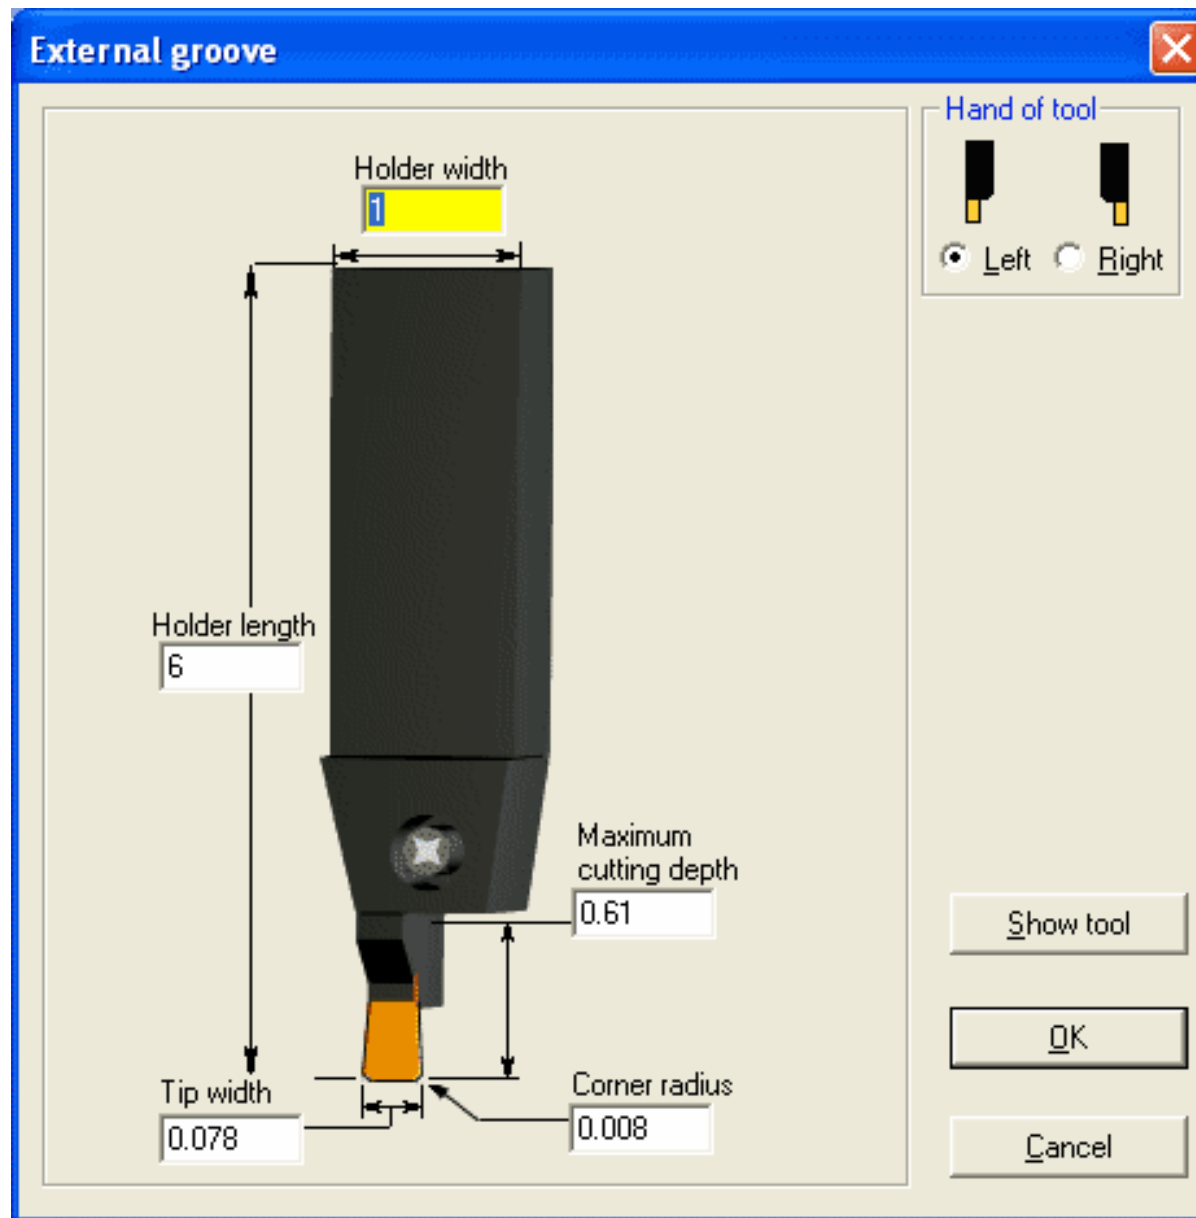 External groove
Hand of tool
Left Right
Holder width
1
Holder length
6
Maximum
cutting depth
0.61
Tip width
0.078
Corner radius
0.008
Show tool
OK
Cancel